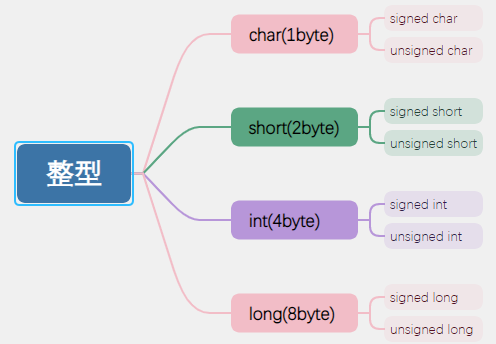 整型
char(1byte)
signed char
unsigned char
short(2byte)
signed short
unsigned short
int(4byte)
signed int
unsigned int
long(8byte)
signed long
unsigned long